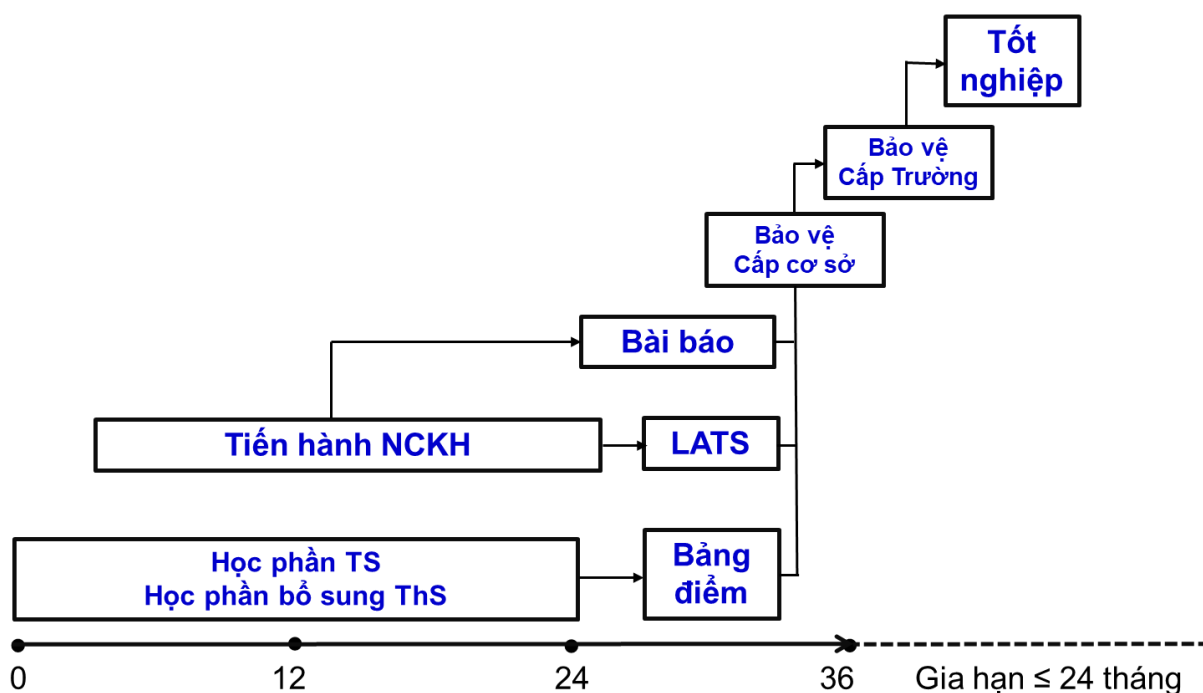 Tốt
nghiệp
Bảo vệ
Cấp Trường
Bảo vệ
Cấp cơ sở
Bài báo
Tiến hành NCKH
LATS
Học phần TS
Học phần bổ sung ThS
Bảng
điểm
0
12
24
36
Gia hạn ≤ 24 tháng